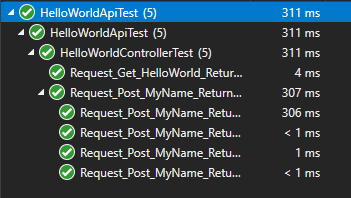 HelloWorldApiTest (5) 311 ms
HelloWorldApiTest (5) 311 ms
HelloWorldControllerTest (5) 311 ms
Request_Get_HelloWorld_Retur... 4 ms
Request_Post_MyName_Return... 307 ms
Request_Post_MyName_Retu... 306 ms
Request_Post_MyName_Retu... < 1 ms
Request_Post_MyName_Retu... 1 ms
Request_Post_MyName_Retu... < 1 ms